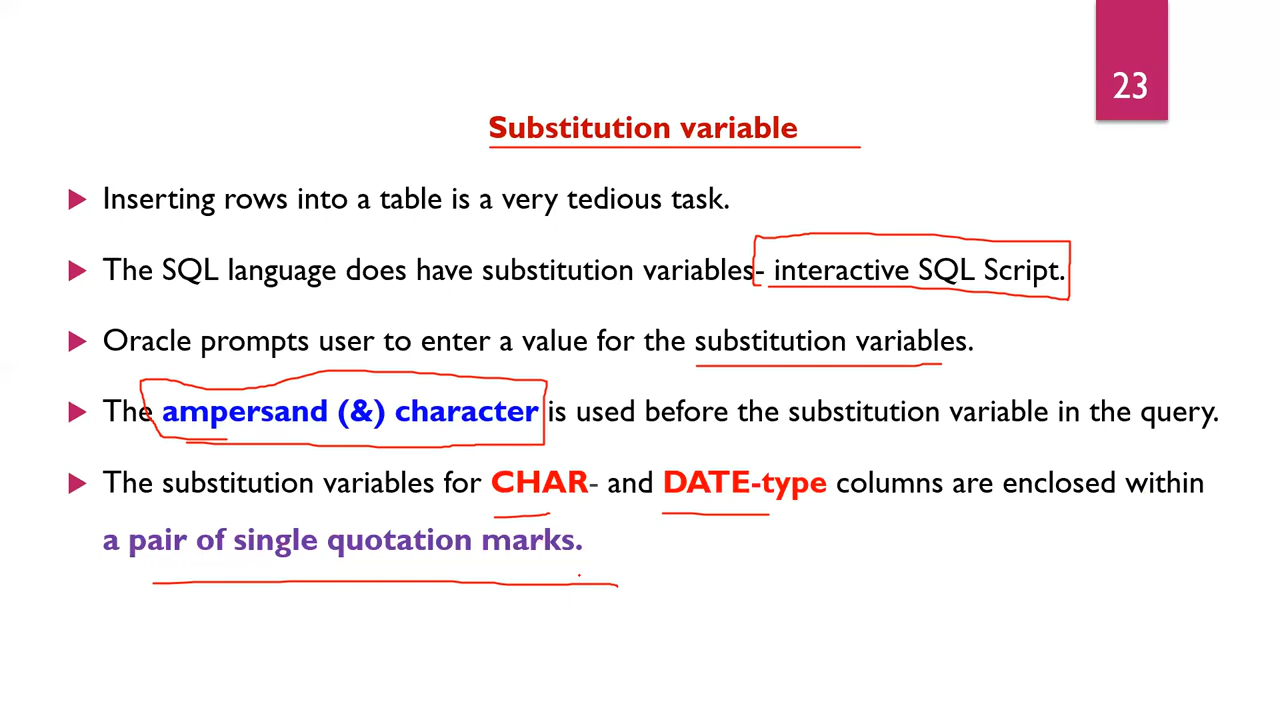 23
Substitution variable
Inserting rows into a table is a very tedious task.
The SQL language does have substitution variables- interactive SQL Script.
Oracle prompts user to enter a value for the substitution variables.
The ampersand (&) character is used before the substitution variable in the query.
The substitution variables for CHAR- and DATE-type columns are enclosed within
a pair of single quotation marks.